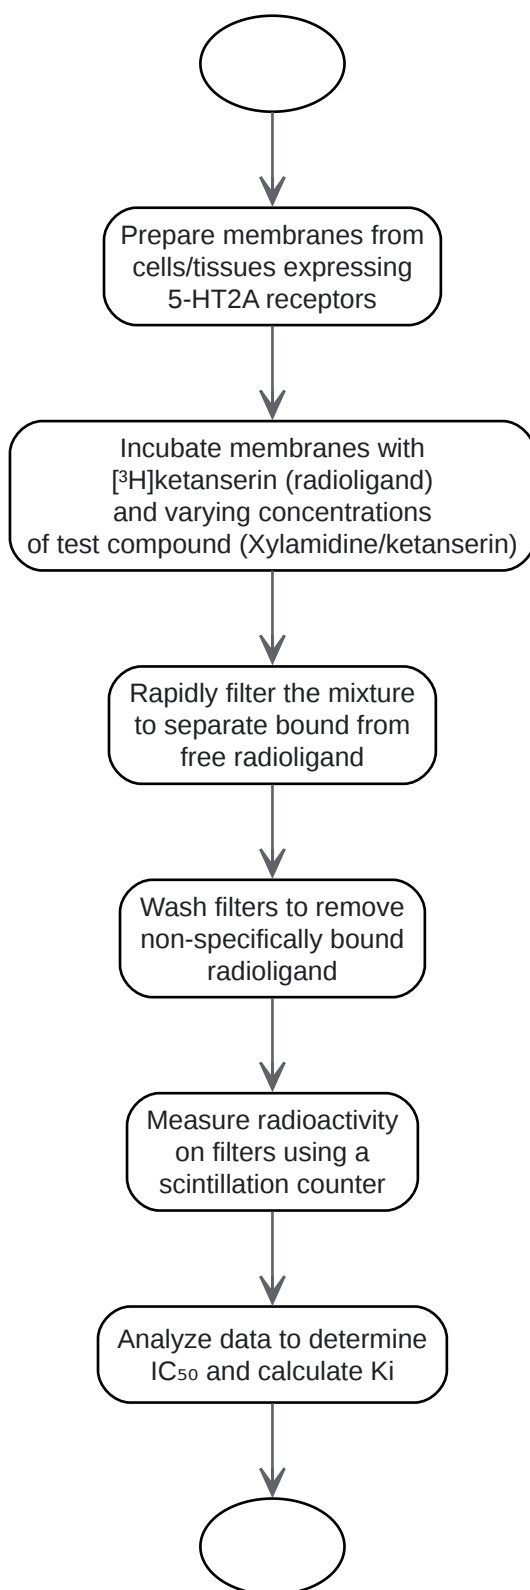 Prepare membranes from
cells/tissues expressing
5-HT2A receptors
Incubate membranes with
[³H]ketanserin (radioligand)
and varying concentrations
of test compound (Xylamidine/ketanserin)
Rapidly filter the mixture
to separate bound from
free radioligand
Wash filters to remove
non-specifically bound
radioligand
Measure radioactivity
on filters using a
scintillation counter
Analyze data to determine
IC₅₀ and calculate Ki